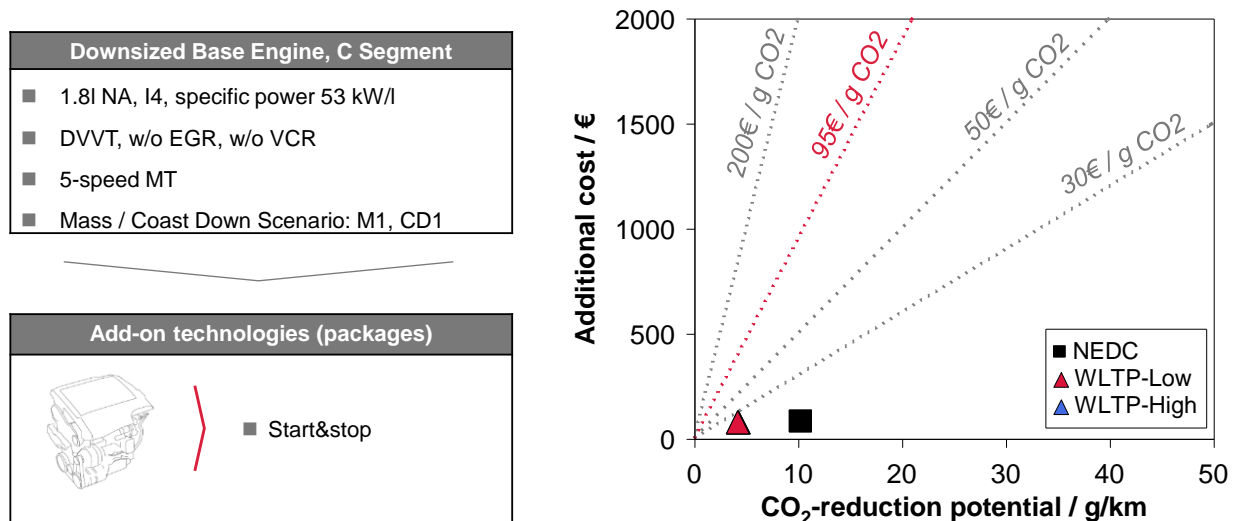 Downsized Base Engine, C Segment
1.8l NA, I4, specific power 53 kW/l
DVVT, w/o EGR, w/o VCR
5-speed MT
Mass / Coast Down Scenario: M1, CD1
Add-on technologies (packages)
Start&stop
Additional cost / €
2000
1500
1000
500
0
200€ / g CO2
95€ / g CO2
50€ / g CO2
30€ / g CO2
NEDC
WLTP-Low
WLTP-High
0 10 20 30 40 50
CO₂-reduction potential / g/km